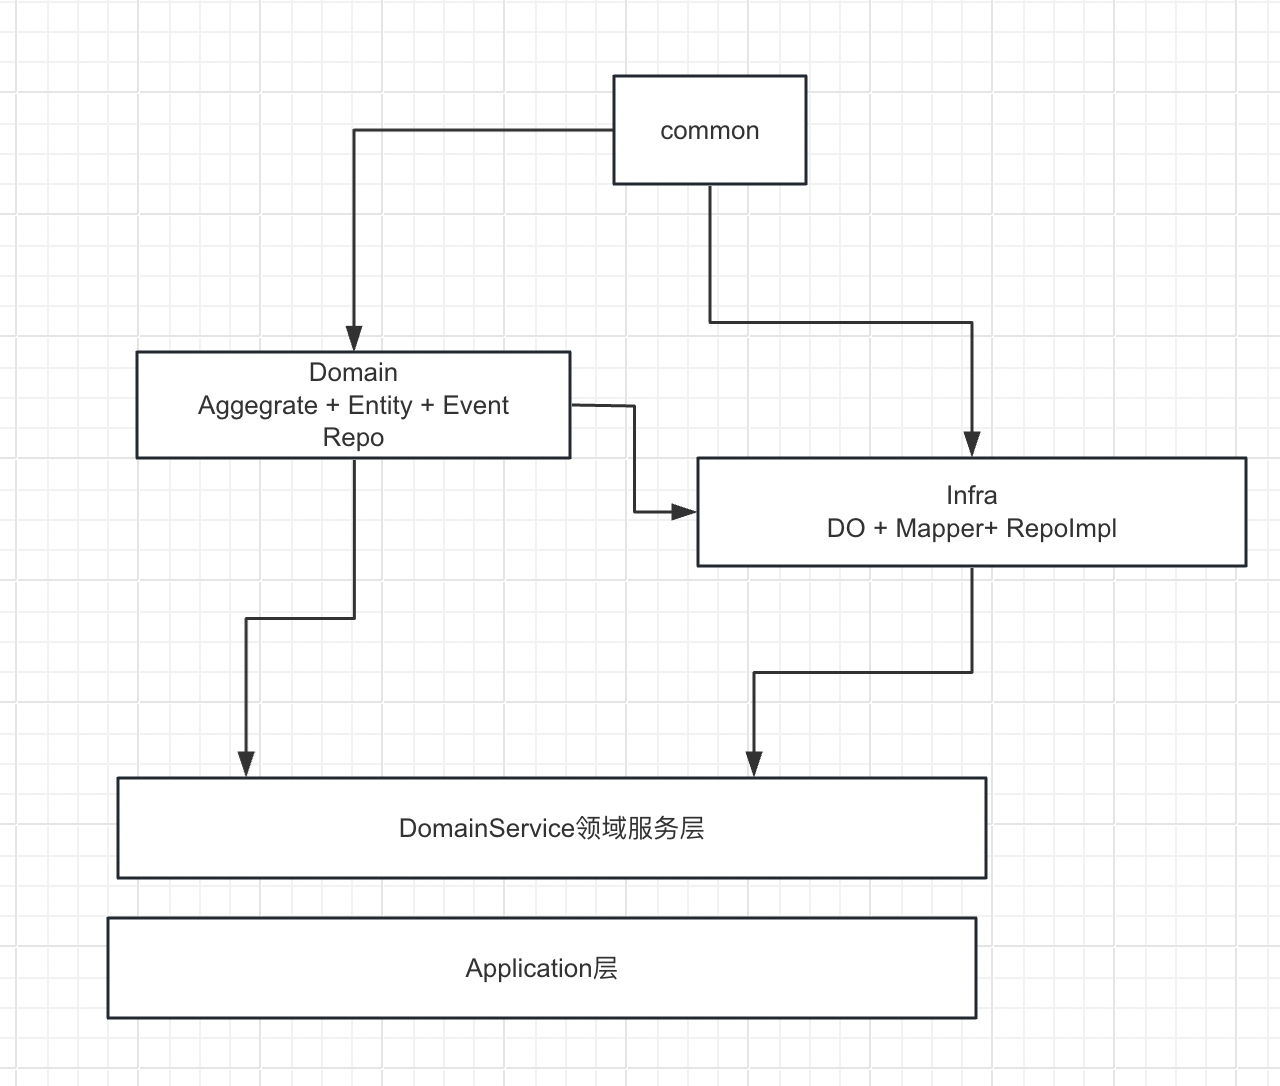 common
Domain
Aggegrate + Entity + Event
Repo
Infra
DO + Mapper+ RepoImpl
DomainService领域服务层
Application层